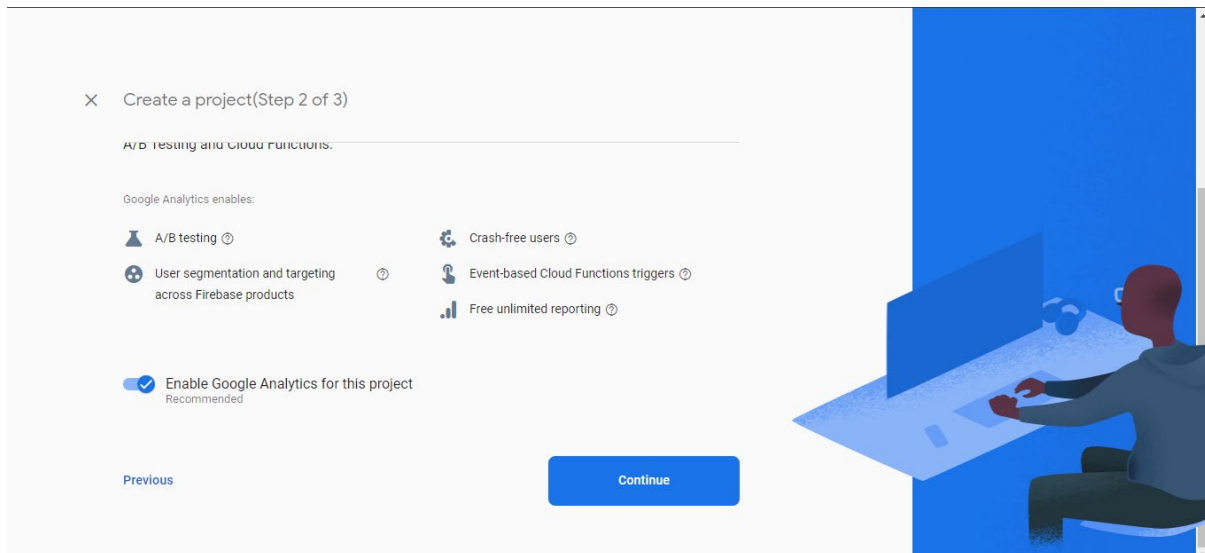 Create a project(Step 2 of 3)
A/B Testing and Cloud Functions.
Google Analytics enables:
A/B testing
Crash-free users
User segmentation and targeting
across Firebase products
Event-based Cloud Functions triggers
Free unlimited reporting
Enable Google Analytics for this project
Recommended
Previous
Continue